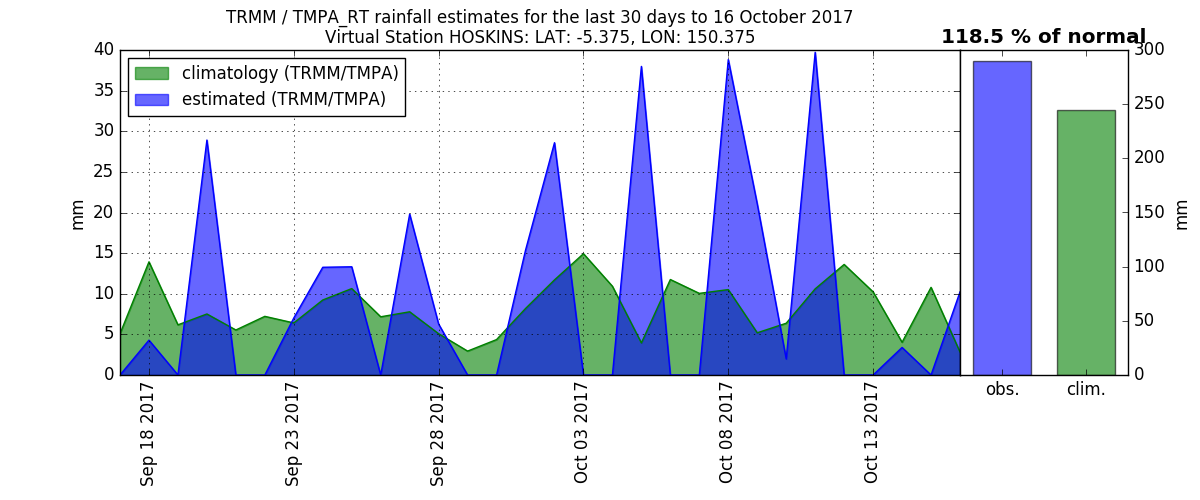 TRMM / TMPA_RT rainfall estimates for the last 30 days to 16 October 2017
Virtual Station HOSKINS: LAT: -5.375, LON: 150.375
118.5 % of normal
climatology (TRMM/TMPA)
estimated (TRMM/TMPA)
40
35
30
25
20
15
10
5
0
mm
Sep 18 2017
Sep 23 2017
Sep 28 2017
Oct 03 2017
Oct 08 2017
Oct 13 2017
300
250
200
150
100
50
0
mm
obs.
clim.